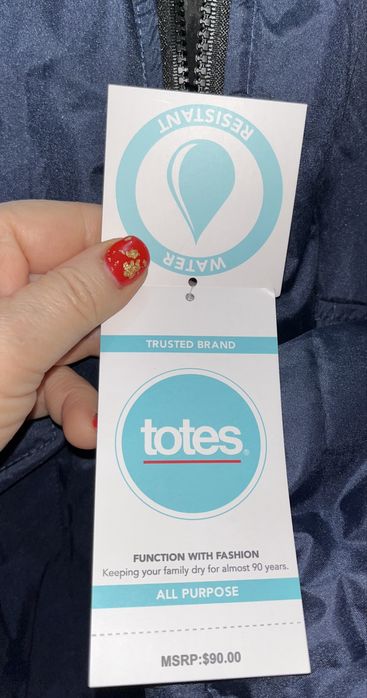 RESISTANT
WATER
TRUSTED BRAND
totes®
FUNCTION WITH FASHION
Keeping your family dry for almost 90 years.
ALL PURPOSE
MSRP:$90.00